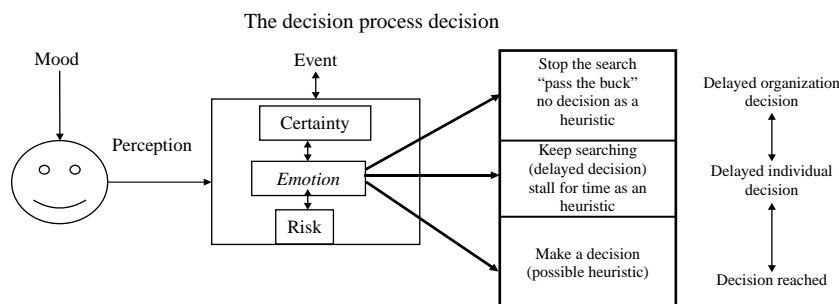 The decision process decision
Mood
Event
Perception
Certainty
Emotion
Risk
Stop the search
“pass the buck”
no decision as a
heuristic
Keep searching
(delayed decision)
stall for time as an
heuristic
Make a decision
(possible heuristic)
Delayed organization
decision
Delayed individual
decision
Decision reached